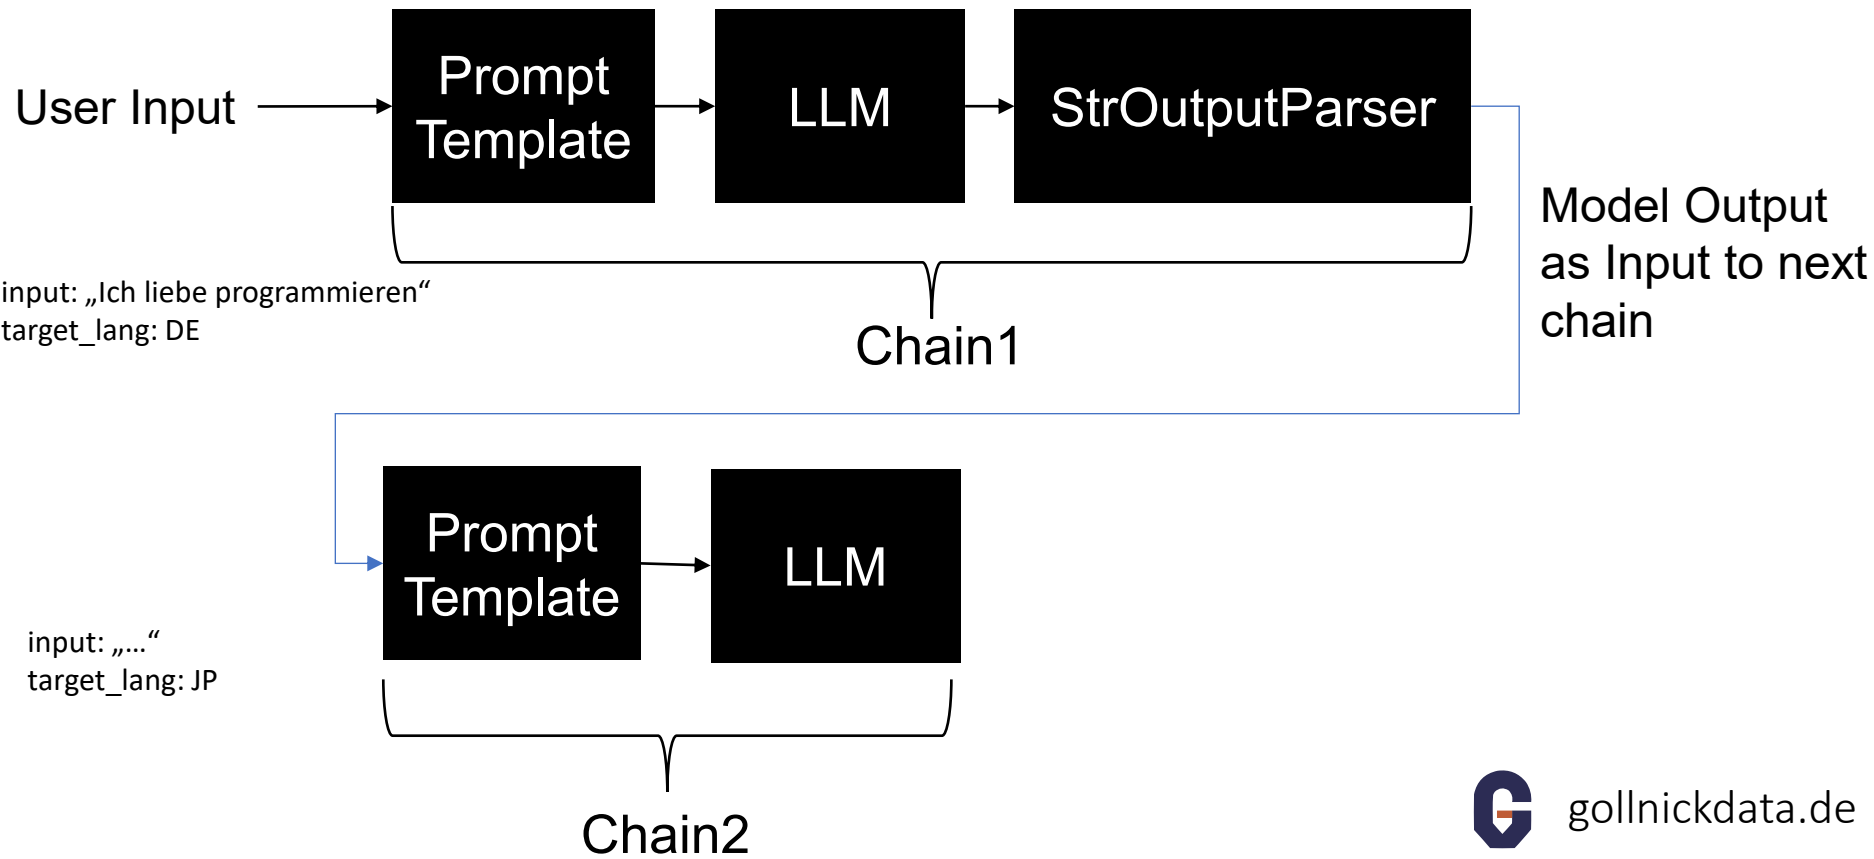 User Input
Prompt
Template
LLM
StrOutputParser
Model Output
as Input to next
chain
input: „Ich liebe programmieren“
target_lang: DE
Chain1
Prompt
Template
LLM
input: „...“
target_lang: JP
Chain2
gollnickdata.de